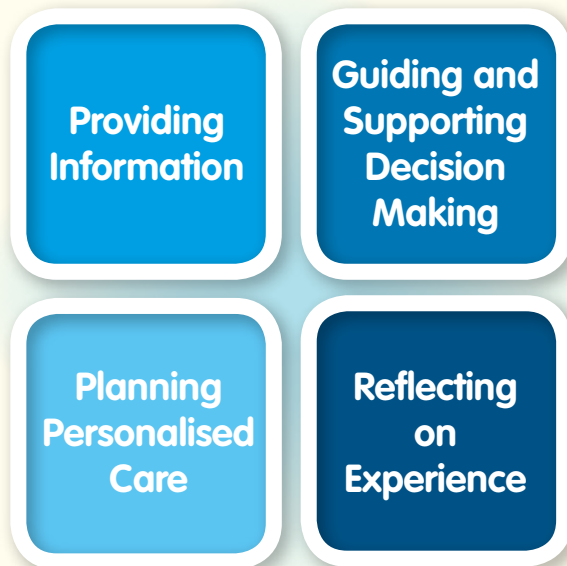 Providing
Information
Guiding and
Supporting
Decision
Making
Planning
Personalised
Care
Reflecting
on
Experience